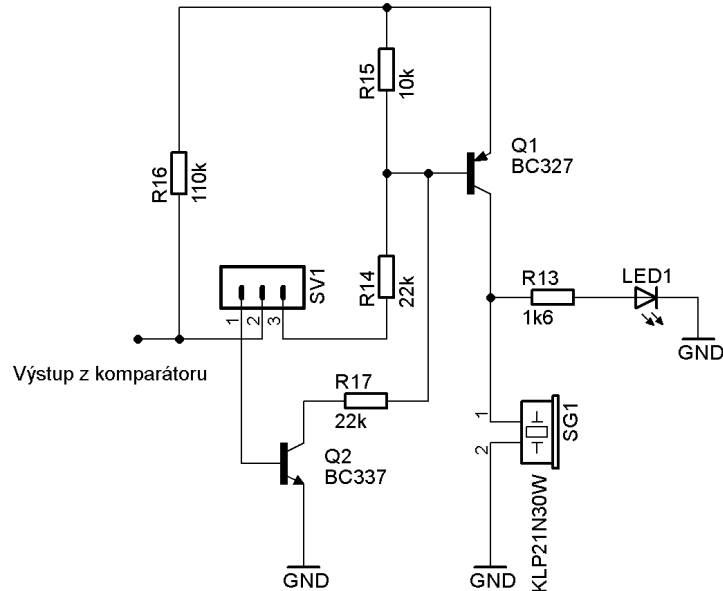 R15
10k
Q1
BC327
R16
110k
SV1
R14
22k
R13
1k6
LED1
GND
1
2
3
Výstup z komparátoru
R17
22k
1
2
SG1
KLP21N30W
Q2
BC337
GND
GND